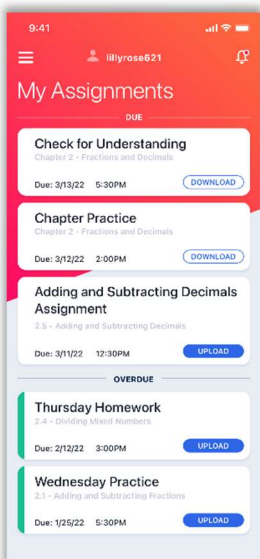 9:41
lillyrose621
My Assignments
DUE
Check for Understanding
Chapter 2 - Fractions and Decimals
Due: 3/13/22 5:30PM
DOWNLOAD
Chapter Practice
Chapter 2 - Fractions and Decimals
Due: 3/12/22 2:00PM
DOWNLOAD
Adding and Subtracting Decimals
Assignment
2.5 - Adding and Subtracting Decimals
Due: 3/11/22 12:30PM
UPLOAD
OVERDUE
Thursday Homework
2.4 - Dividing Mixed Numbers
Due: 2/12/22 3:00PM
UPLOAD
Wednesday Practice
2.1 - Adding and Subtracting Fractions
Due: 1/25/22 5:30PM
UPLOAD